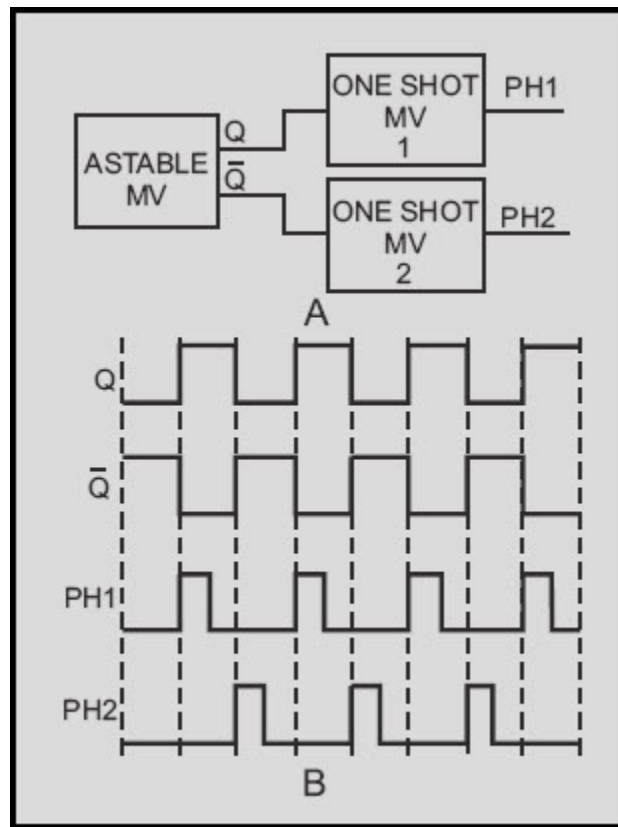 ONE SHOT
MV
1
PH1
Q
ASTABLE
MV
Q̅
ONE SHOT
MV
2
PH2
A
Q
Q̅
PH1
PH2
B